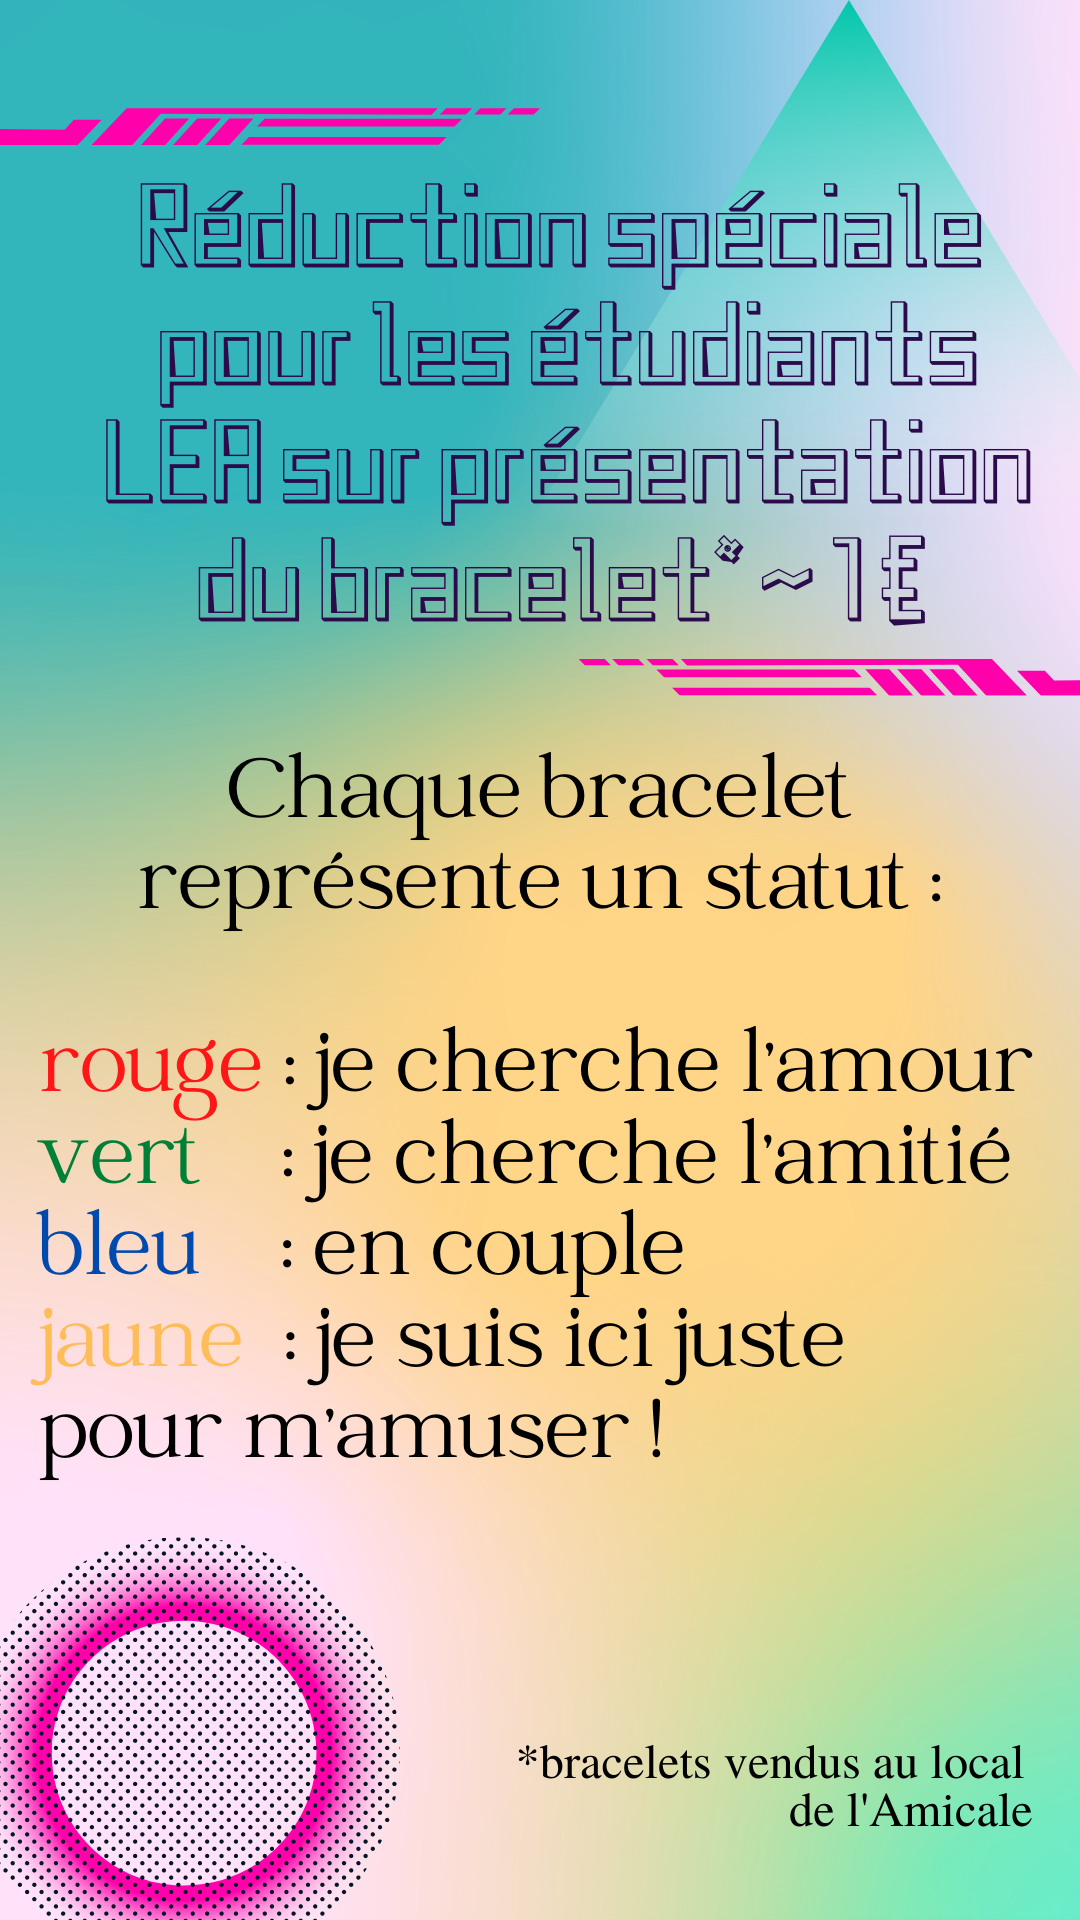 Réduction spéciale
pour les étudiants
LEA sur présentation
du bracelet* ~ 1 €
Chaque bracelet
représente un statut :
rouge : je cherche l'amour
vert : je cherche l'amitié
bleu : en couple
jaune : je suis ici juste
pour m'amuser !
*bracelets vendus au local
de l'Amicale